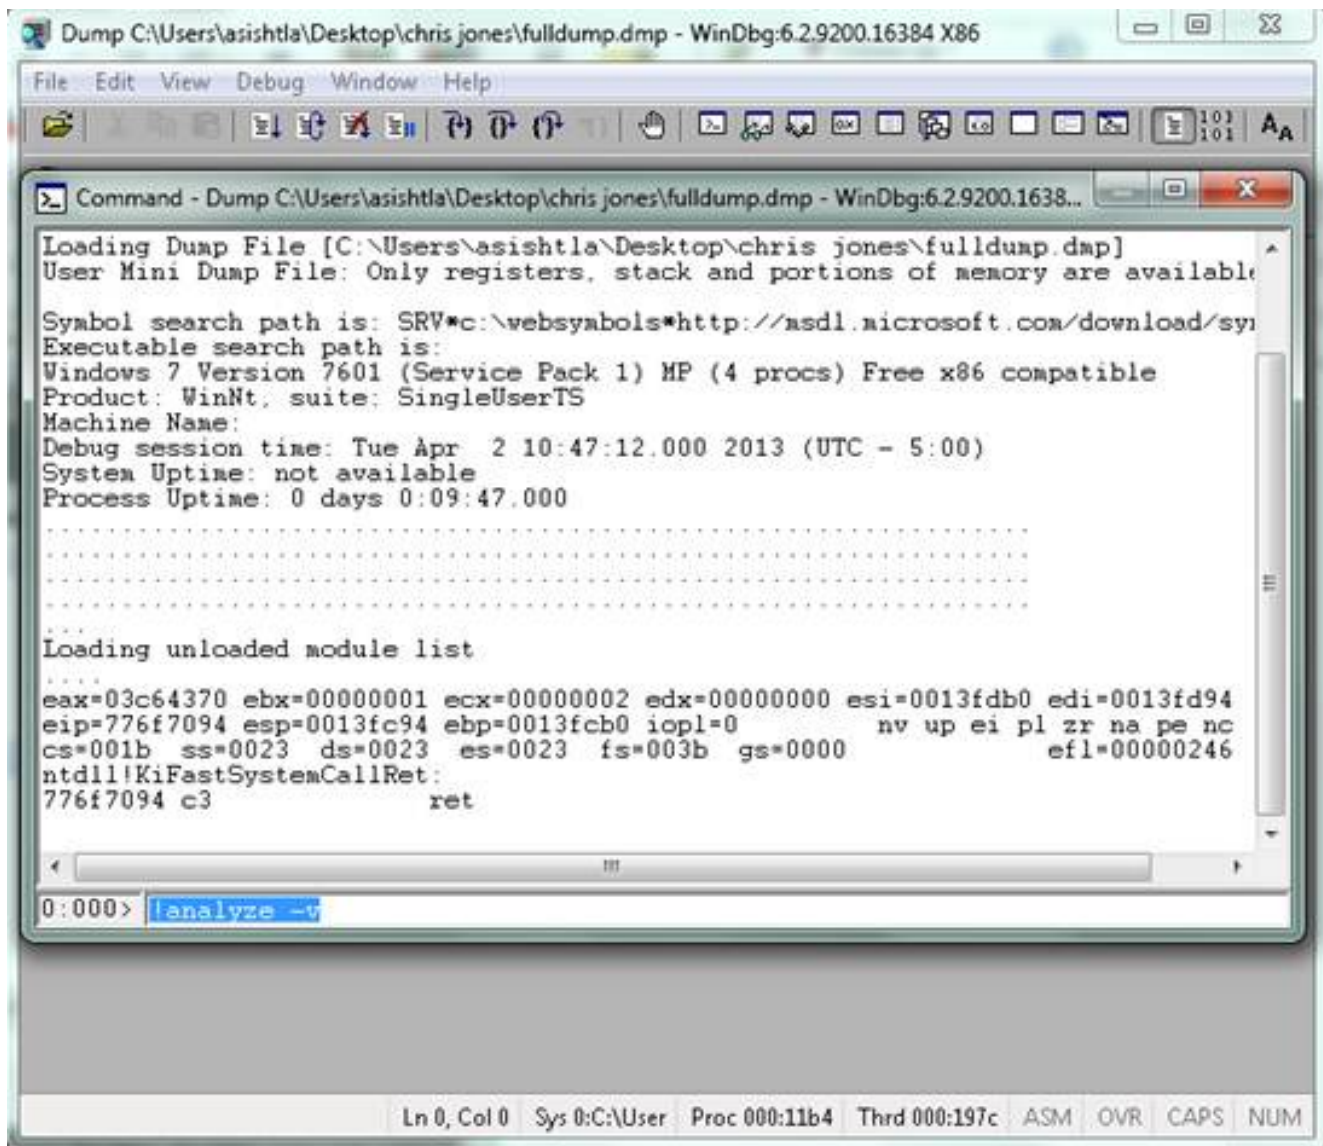 Dump C:\Users\asishtla\Desktop\chris jones\fulldump.dmp - WinDbg:6.2.9200.16384 X86
File Edit View Debug Window Help
Command - Dump C:\Users\asishtla\Desktop\chris jones\fulldump.dmp - WinDbg:6.2.9200.1638...
Loading Dump File [C:\Users\asishtla\Desktop\chris jones\fulldump.dmp]
User Mini Dump File: Only registers, stack and portions of memory are available
Symbol search path is: SRV*c:\websymbols*http://msdl.microsoft.com/download/sy
Executable search path is:
Windows 7 Version 7601 (Service Pack 1) MP (4 procs) Free x86 compatible
Product: WinNt, suite: SingleUserTS
Machine Name:
Debug session time: Tue Apr  2 10:47:12.000 2013 (UTC - 5:00)
System Uptime: not available
Process Uptime: 0 days 0:09:47.000
................................................................
................................................................
................................................................
................................................................
...
Loading unloaded module list
....
eax=03c64370 ebx=00000001 ecx=00000002 edx=00000000 esi=0013fdb0 edi=0013fd94
eip=776f7094 esp=0013fc94 ebp=0013fcb0 iopl=0         nv up ei pl zr na pe nc
cs=001b  ss=0023  ds=0023  es=0023  fs=003b  gs=0000             efl=00000246
ntdll!KiFastSystemCallRet:
776f7094 c3              ret
0:000> !analyze -v
Ln 0, Col 0 Sys 0:C:\User Proc 000:11b4 Thrd 000:197c ASM OVR CAPS NUM